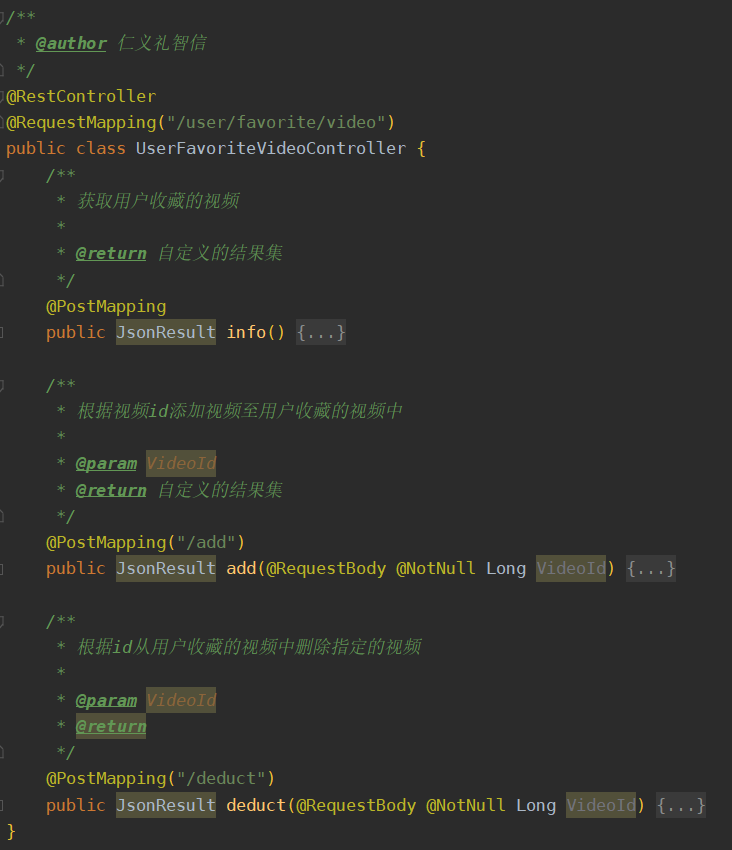 /**
 * @author 仁义礼智信
 */
@RestController
@RequestMapping("/user/favorite/video")
public class UserFavoriteVideoController {
    /**
     * 获取用户收藏的视频
     *
     * @return 自定义的结果集
     */
    @PostMapping
    public JsonResult info() {...}

    /**
     * 根据视频id添加视频至用户收藏的视频中
     *
     * @param VideoId
     * @return 自定义的结果集
     */
    @PostMapping("/add")
    public JsonResult add(@RequestBody @NotNull Long VideoId) {...}

    /**
     * 根据id从用户收藏的视频中删除指定的视频
     *
     * @param VideoId
     * @return
     */
    @PostMapping("/deduct")
    public JsonResult deduct(@RequestBody @NotNull Long VideoId) {...}
}